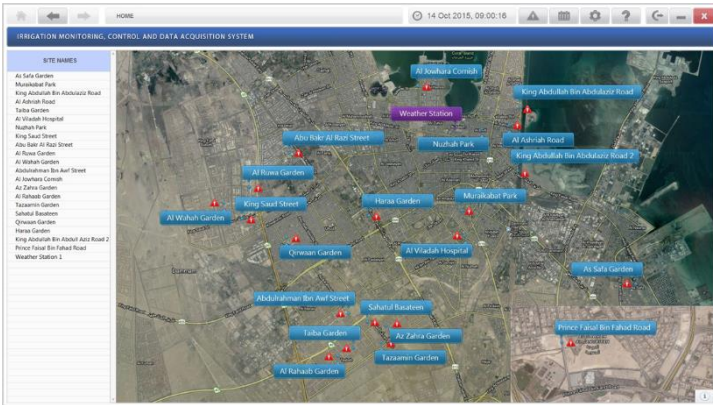 HOME
14 Oct 2015, 09:00:16
IRRIGATION MONITORING, CONTROL AND DATA ACQUISITION SYSTEM
SITE NAMES
As Safa Garden
Muraikabat Park
King Abdullah Bin Abdulaziz Road
Al Ashriah Road
Taiba Garden
Al Viladah Hospital
Nuzhah Park
King Saud Street
Abu Bakr Al Razi Street
Al Ruwa Garden
Al Wahah Garden
Abdulrahman Ibn Awf Street
Al Jowhara Cornish
Az Zahra Garden
Al Rahaab Garden
Tazaamin Garden
Sahatul Basateen
Qirwaan Garden
Haraa Garden
King Abdullah Bin Abdull Aziz Road 2
Prince Faisal Bin Fahad Road
Weather Station 1
Al Jowhara Cornish
King Abdullah Bin Abdulaziz Road
Weather Station
Abu Bakr Al Razi Street
Nuzhah Park
Al Ashriah Road
King Abdullah Bin Abdulaziz Road 2
Al Ruwa Garden
Muraikabat Park
King Saud Street
Haraa Garden
Al Wahah Garden
Qirwaan Garden
Al Viladah Hospital
As Safa Garden
Dammam
Abdulrahman Ibn Awf Street
Sahatul Basateen
Prince Faisal Bin Fahad Road
Taiba Garden
Az Zahra Garden
Tazaamin Garden
Al Rahaab Garden